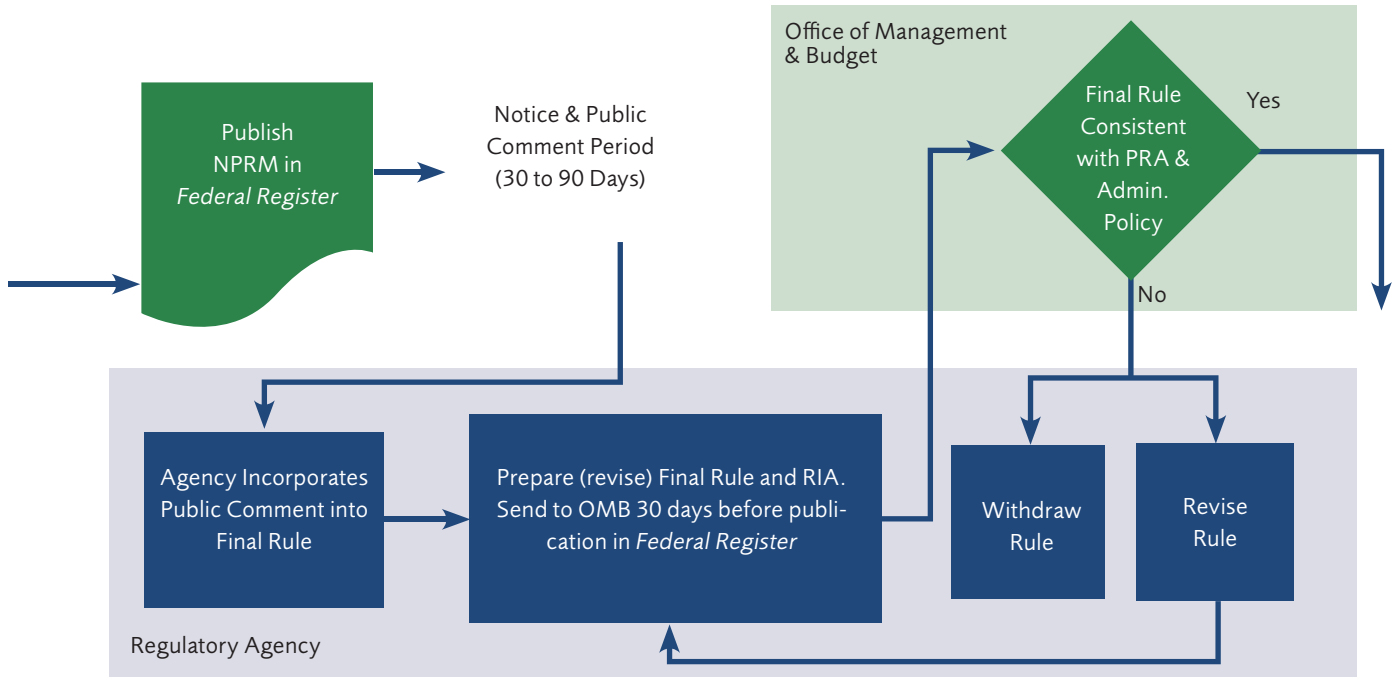 Publish
NPRM in
Federal Register
Notice & Public
Comment Period
(30 to 90 Days)
Office of Management
& Budget
Final Rule
Consistent
with PRA &
Admin.
Policy
Yes
No
Agency Incorporates
Public Comment into
Final Rule
Prepare (revise) Final Rule and RIA.
Send to OMB 30 days before publi-
cation in Federal Register
Withdraw
Rule
Revise
Rule
Regulatory Agency